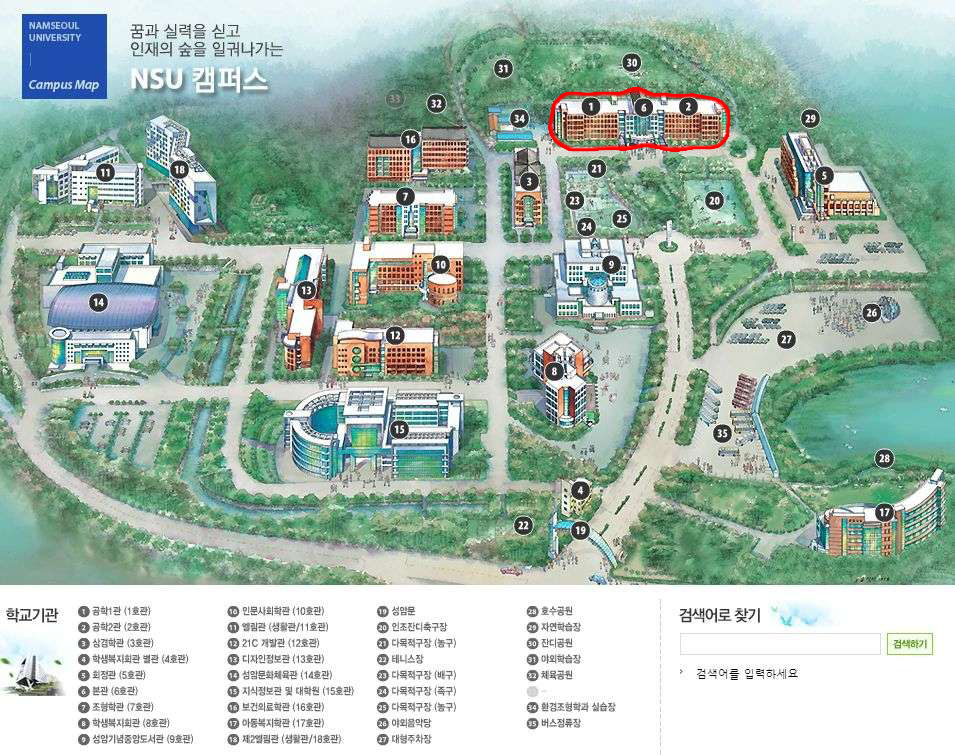 NAMSEOUL
UNIVERSITY
Campus Map
꿈과 실력을 싣고
인재의 숲을 일궈나가는
NSU 캠퍼스
33
31
30
32
34
1
6
2
29
16
11
18
7
3
21
23
24
25
20
5
14
13
10
9
12
26
27
8
15
35
28
4
22
19
17
학교기관
1 공학1관 (1호관)
2 공학2관 (2호관)
3 상경학관 (3호관)
4 학생복지회관 별관 (4호관)
5 회정관 (5호관)
6 본관 (6호관)
7 조형학관 (7호관)
8 학생복지회관 (8호관)
9 성암기념중앙도서관 (9호관)
10 인문사회학관 (10호관)
11 엘림관 (생활관/11호관)
12 21C 개발관 (12호관)
13 디자인정보관 (13호관)
14 성암문화체육관 (14호관)
15 지식정보관 및 대학원 (15호관)
16 보건의료학관 (16호관)
17 아동복지학관 (17호관)
18 제2엘림관 (생활관/18호관)
19 성암문
20 인조잔디축구장
21 다목적구장 (농구)
22 테니스장
23 다목적구장 (배구)
24 다목적구장 (족구)
25 다목적구장 (농구)
26 야외음악당
27 대형주차장
28 호수공원
29 자연학습장
30 잔디공원
31 야외학습장
32 체육공원
34 환경조형학과 실습장
35 버스정류장
검색어로 찾기
검색하기
검색어를 입력하세요